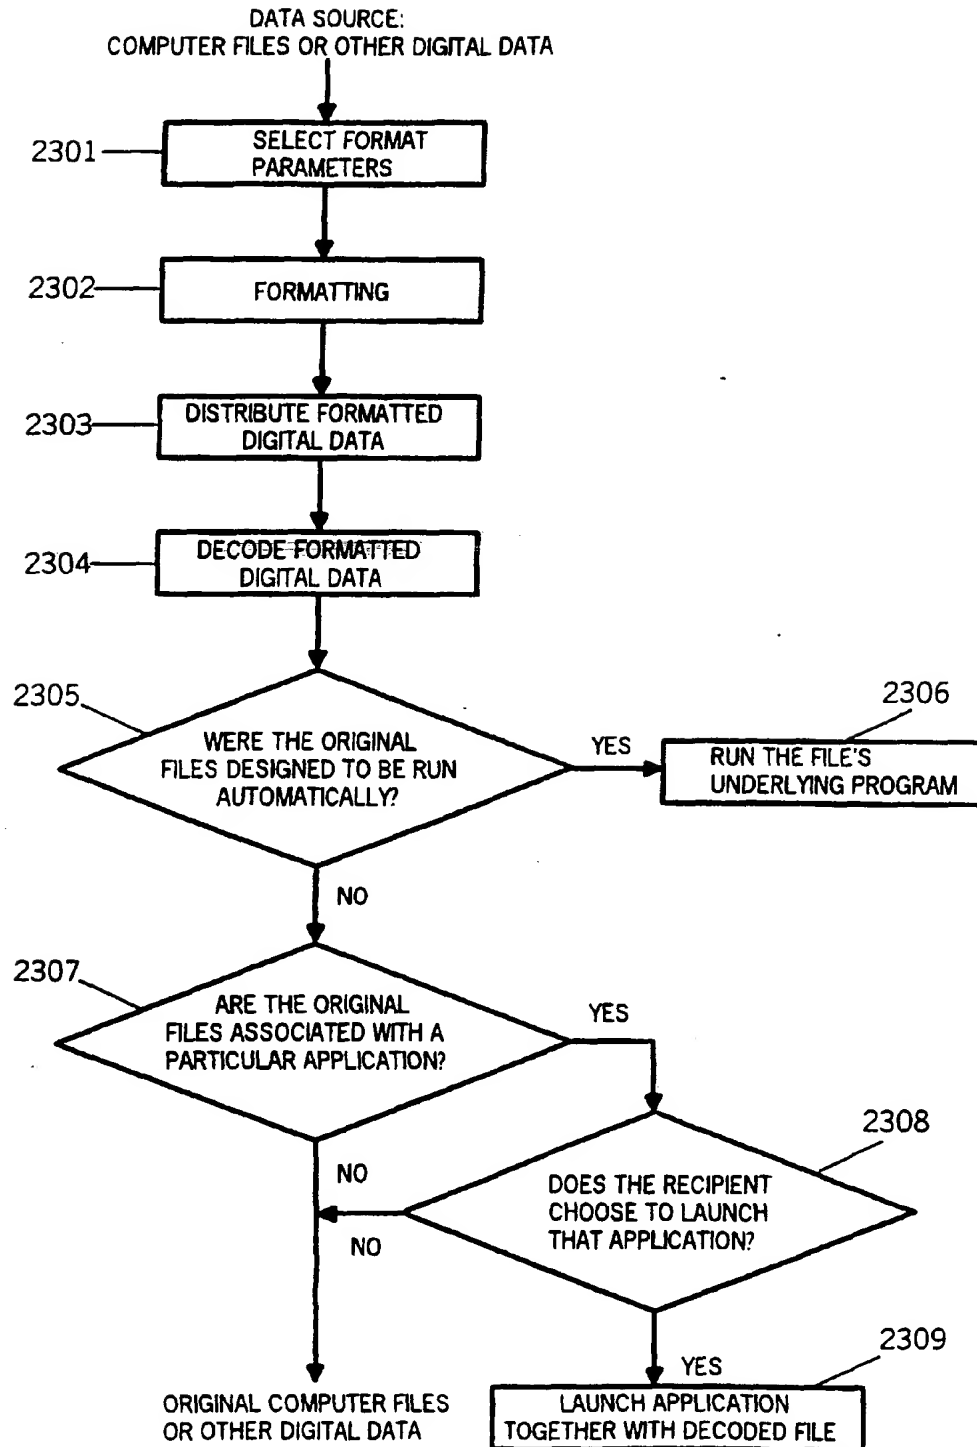 DATA SOURCE:
COMPUTER FILES OR OTHER DIGITAL DATA
2301
SELECT FORMAT
PARAMETERS
2302
FORMATTING
2303
DISTRIBUTE FORMATTED
DIGITAL DATA
2304
DECODE FORMATTED
DIGITAL DATA
2305
WERE THE ORIGINAL
FILES DESIGNED TO BE RUN
AUTOMATICALLY?
YES
2306
RUN THE FILE'S
UNDERLYING PROGRAM
NO
2307
ARE THE ORIGINAL
FILES ASSOCIATED WITH A
PARTICULAR APPLICATION?
YES
2308
DOES THE RECIPIENT
CHOOSE TO LAUNCH
THAT APPLICATION?
NO
NO
YES
2309
LAUNCH APPLICATION
TOGETHER WITH DECODED FILE
ORIGINAL COMPUTER FILES
OR OTHER DIGITAL DATA